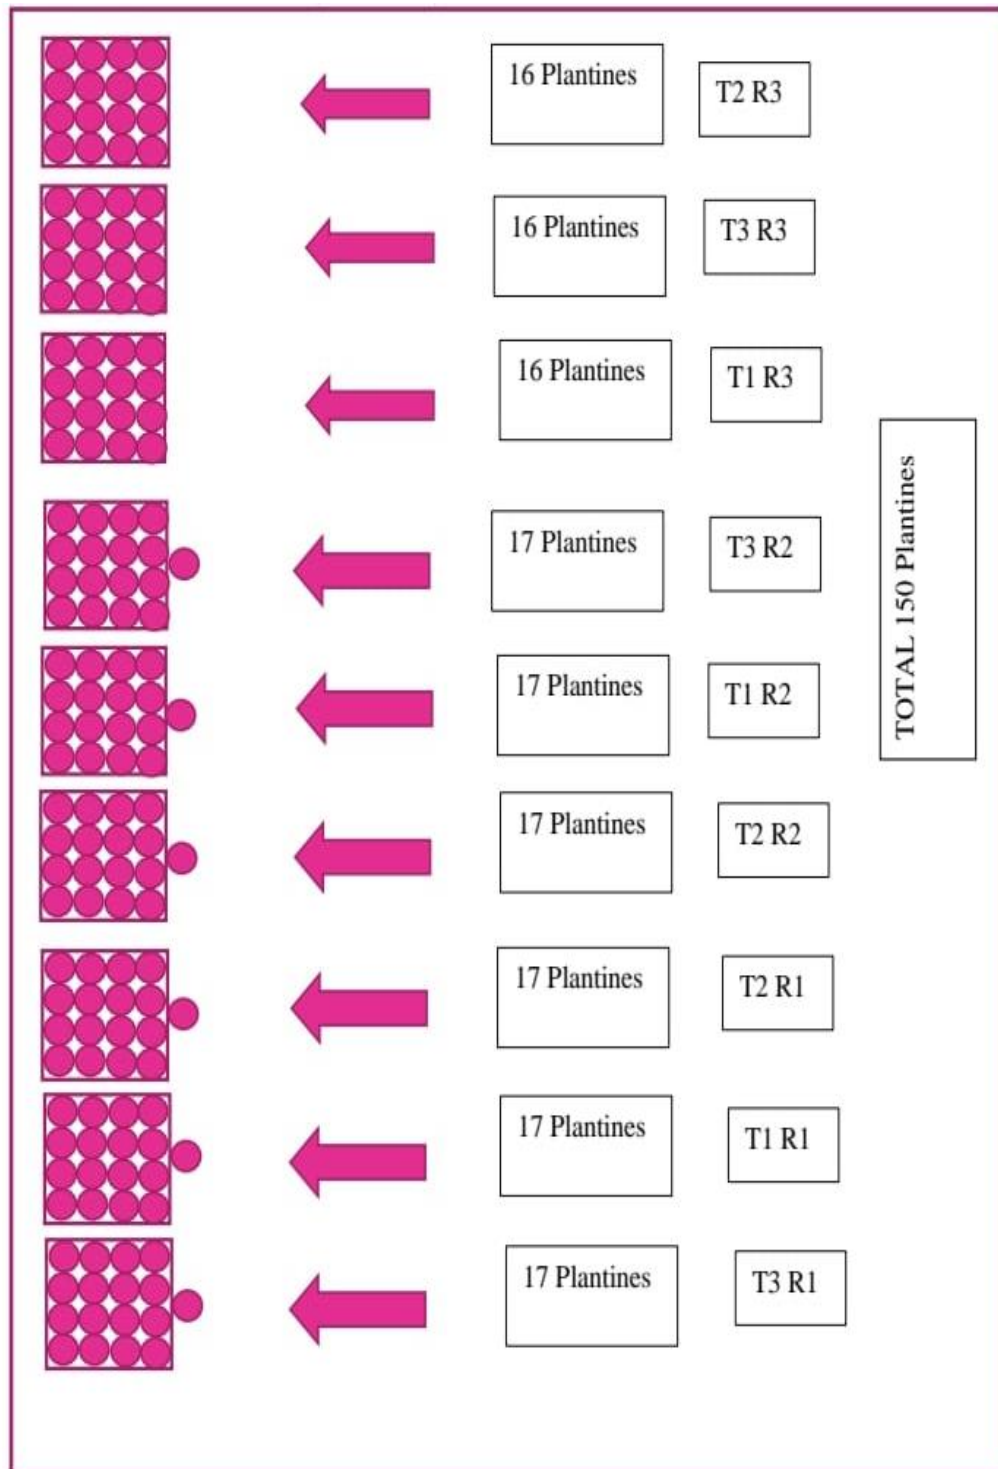 16 Plantines
T2 R3
16 Plantines
T3 R3
16 Plantines
T1 R3
17 Plantines
T3 R2
17 Plantines
T1 R2
17 Plantines
T2 R2
17 Plantines
T2 R1
17 Plantines
T1 R1
17 Plantines
T3 R1
TOTAL 150 Plantines